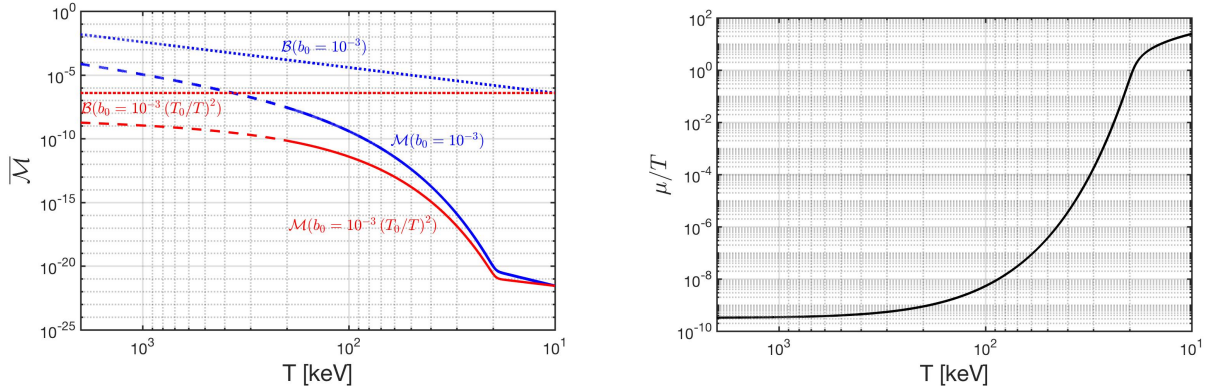 10^0
10^-5
10^-10
10^-15
10^-20
10^-25
\overline{ℳ}
ℬ(b_0 = 10^-3)
ℬ(b_0 = 10^-3 (T_0/T)^2)
ℳ(b_0 = 10^-3)
ℳ(b_0 = 10^-3 (T_0/T)^2)
10^3
10^2
10^1
T [keV]
10^2
10^0
10^-2
10^-4
10^-6
10^-8
10^-10
μ/T
10^3
10^2
10^1
T [keV]